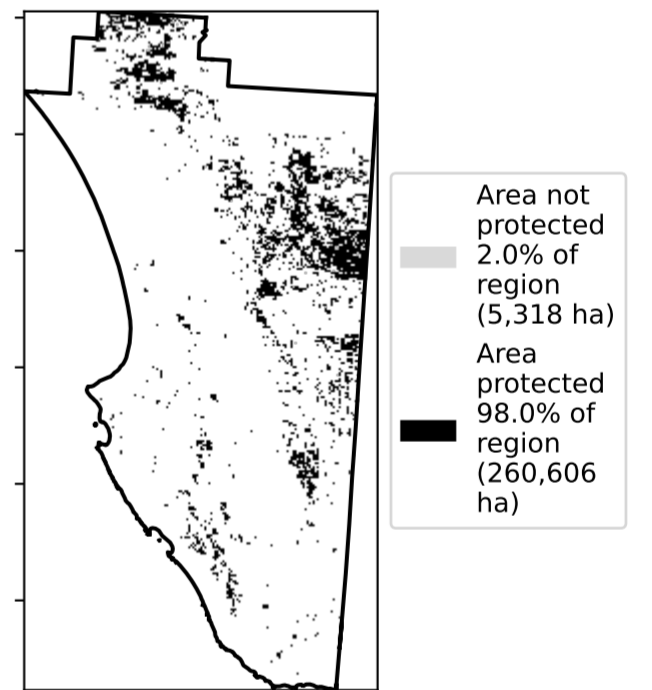 Area not
protected
2.0% of
region
(5,318 ha)
Area
protected
98.0% of
region
(260,606
ha)